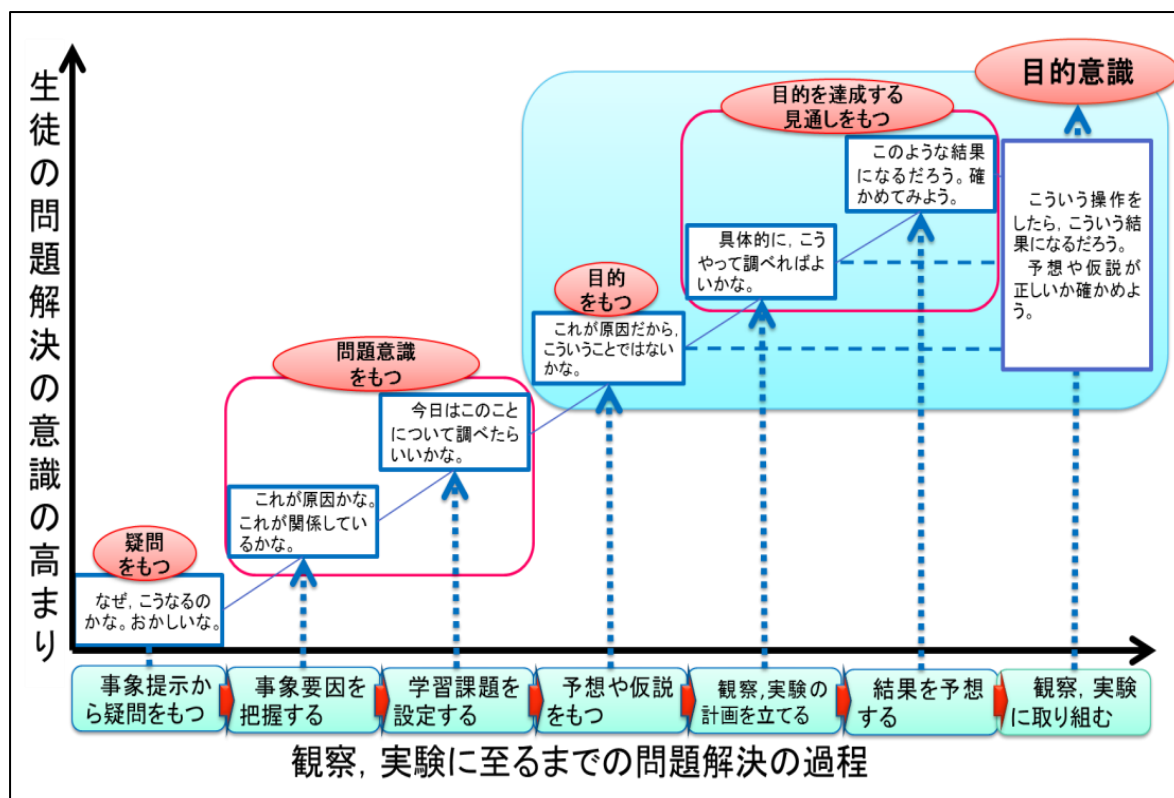 生徒の問題解決の意識の高まり
目的意識
目的を達成する
見通しをもつ
このような結果
になるだろう。確
かめてみよう。
こういう操作を
したら，こういう結
果になるだろう。
予想や仮説が
正しいか確かめよ
う。
具体的に，こう
やって調べればよ
いかな。
目的
をもつ
これが原因だから，
こういうことではない
かな。
問題意識
をもつ
今日はこのこと
について調べたら
いいかな。
これが原因かな。
これが関係してい
るかな。
疑問
をもつ
なぜ，こうなるの
かな。おかしいな。
事象提示か
ら疑問をもつ
事象要因を
把握する
学習課題を
設定する
予想や仮説
をもつ
観察，実験の
計画を立てる
結果を予想
する
観察，実験
に取り組む
観察，実験に至るまでの問題解決の過程